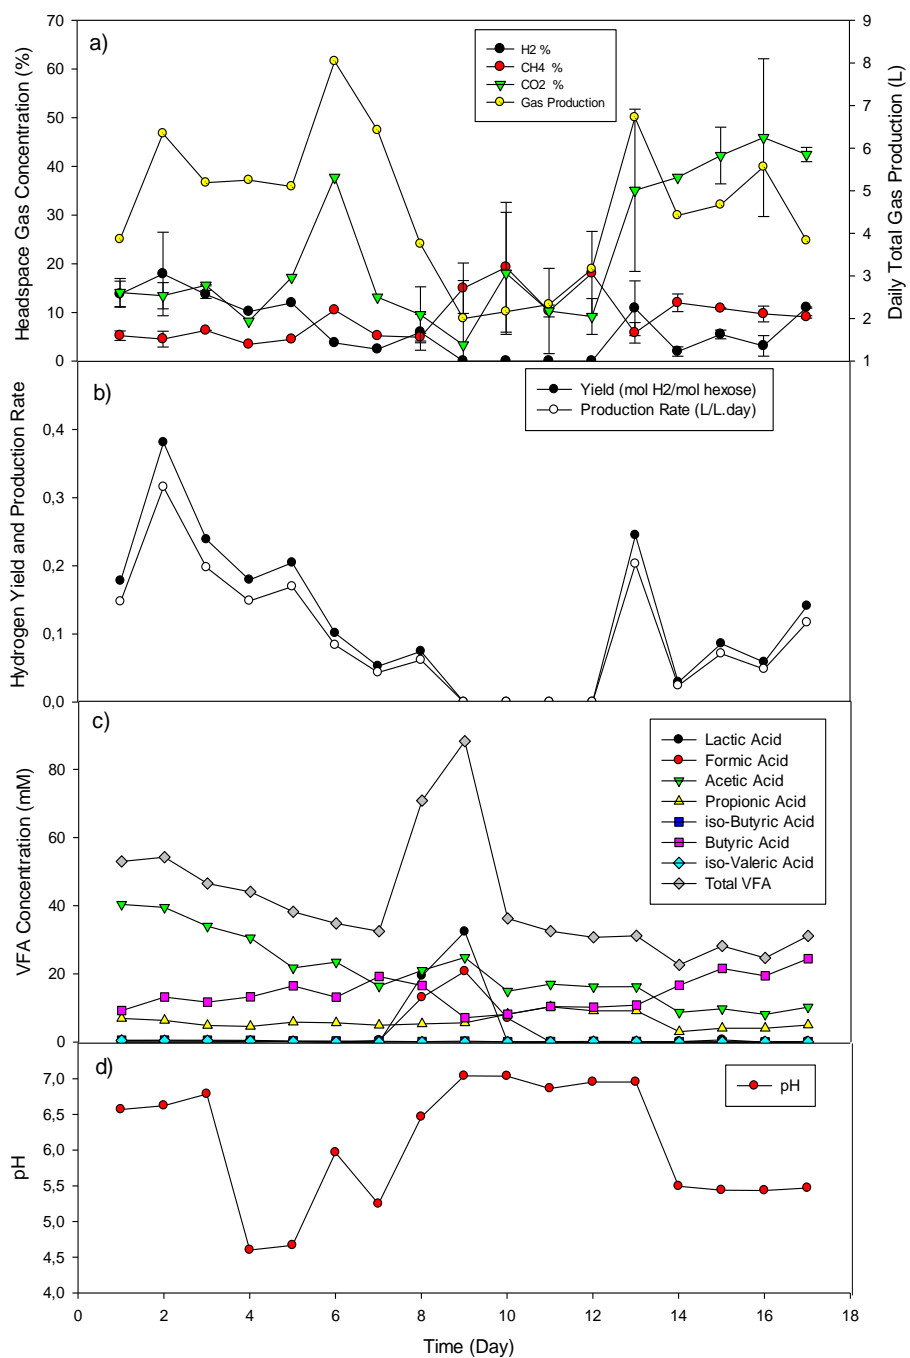 a)
H2 %
CH4 %
CO2 %
Gas Production
70
60
50
40
30
20
10
0
Headspace Gas Concentration (%)
9
8
7
6
5
4
3
2
1
Daily Total Gas Production (L)
b)
Yield (mol H2/mol hexose)
Production Rate (L/L.day)
0,4
0,3
0,2
0,1
0,0
Hydrogen Yield and Production Rate
c)
Lactic Acid
Formic Acid
Acetic Acid
Propionic Acid
iso-Butyric Acid
Butyric Acid
iso-Valeric Acid
Total VFA
80
60
40
20
0
VFA Concentration (mM)
d)
pH
7,0
6,5
6,0
5,5
5,0
4,5
4,0
pH
0 2 4 6 8 10 12 14 16 18
Time (Day)